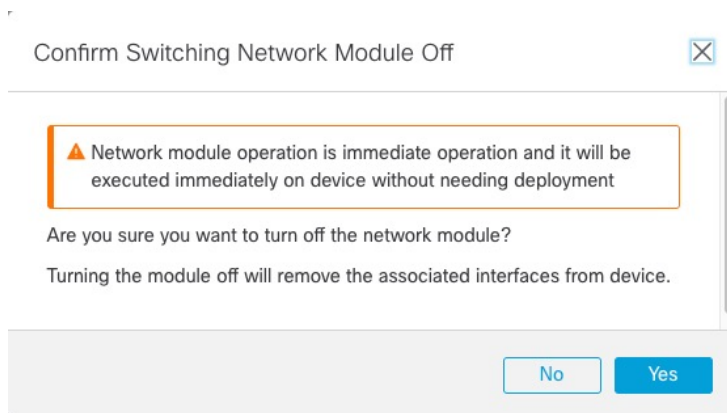 Confirm Switching Network Module Off
Network module operation is immediate operation and it will be
executed immediately on device without needing deployment
Are you sure you want to turn off the network module?
Turning the module off will remove the associated interfaces from device.
No
Yes